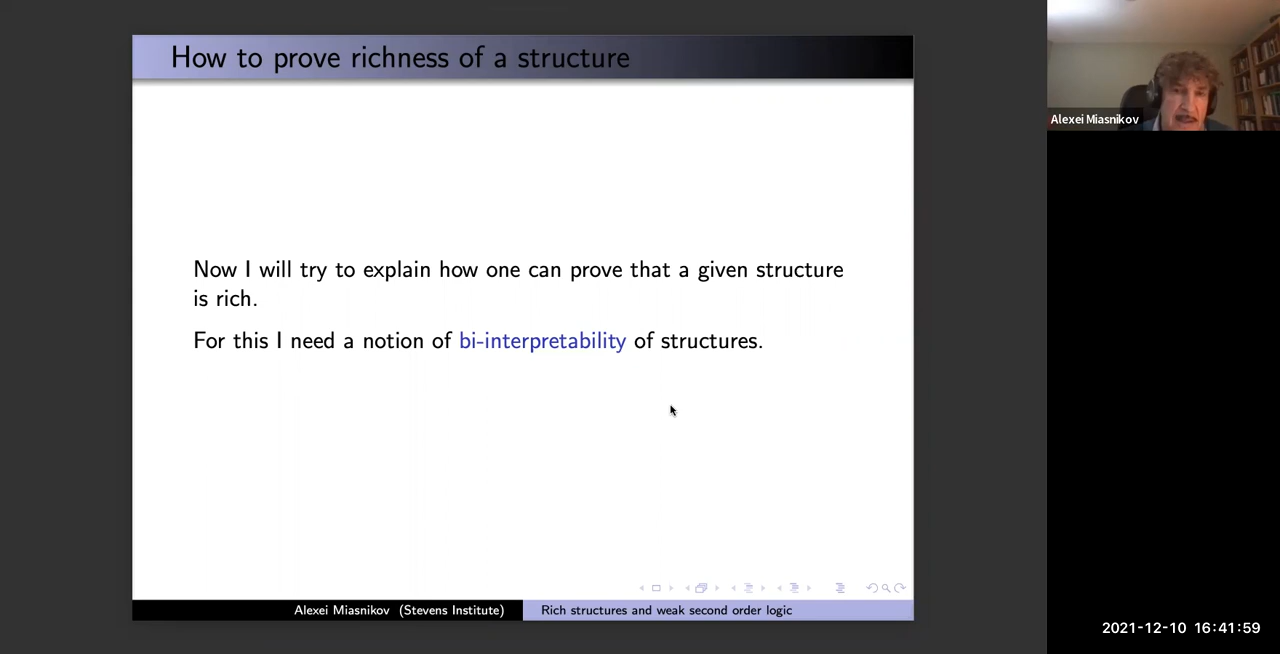 How to prove richness of a structure
Alexei Miasnikov
Now I will try to explain how one can prove that a given structure
is rich.
For this I need a notion of bi-interpretability of structures.
Alexei Miasnikov (Stevens Institute)
Rich structures and weak second order logic
2021-12-10 16:41:59